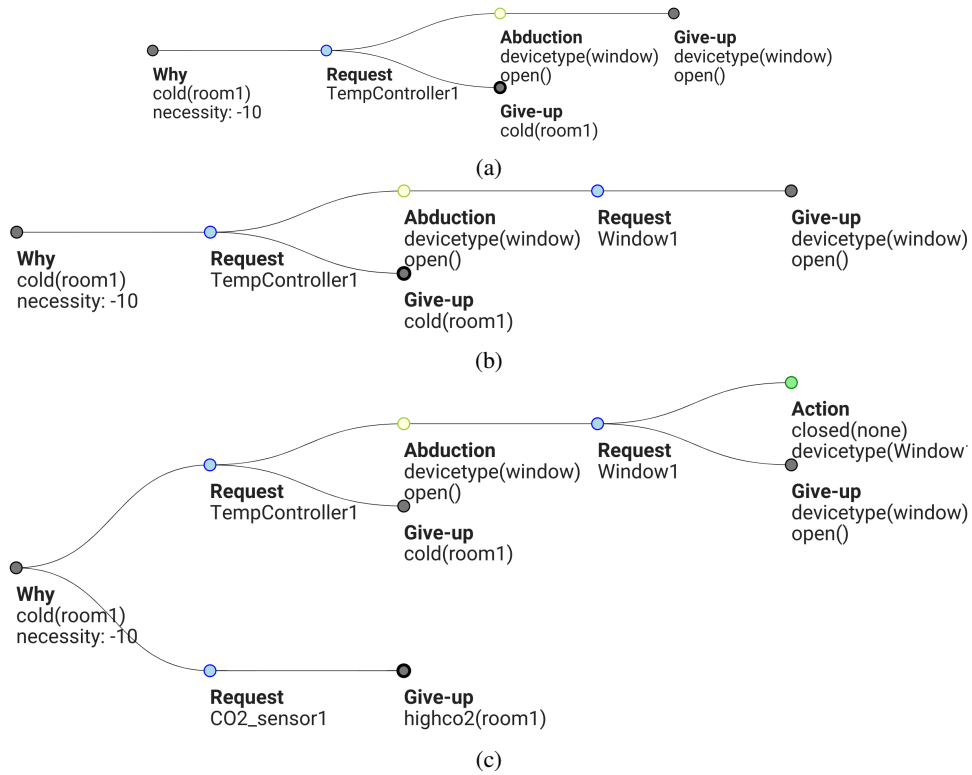 Why
cold(room1)
necessity: -10
Request
TempController1
Abduction
devicetype(window)
open()
Give-up
devicetype(window)
open()
Give-up
cold(room1)
(a)
Why
cold(room1)
necessity: -10
Request
TempController1
Abduction
devicetype(window)
open()
Request
Window1
Give-up
devicetype(window)
open()
Give-up
cold(room1)
(b)
Why
cold(room1)
necessity: -10
Request
TempController1
Abduction
devicetype(window)
open()
Request
Window1
Action
closed(none)
devicetype(Window
Give-up
devicetype(window)
open()
Give-up
cold(room1)
Request
CO2_sensor1
Give-up
highco2(room1)
(c)